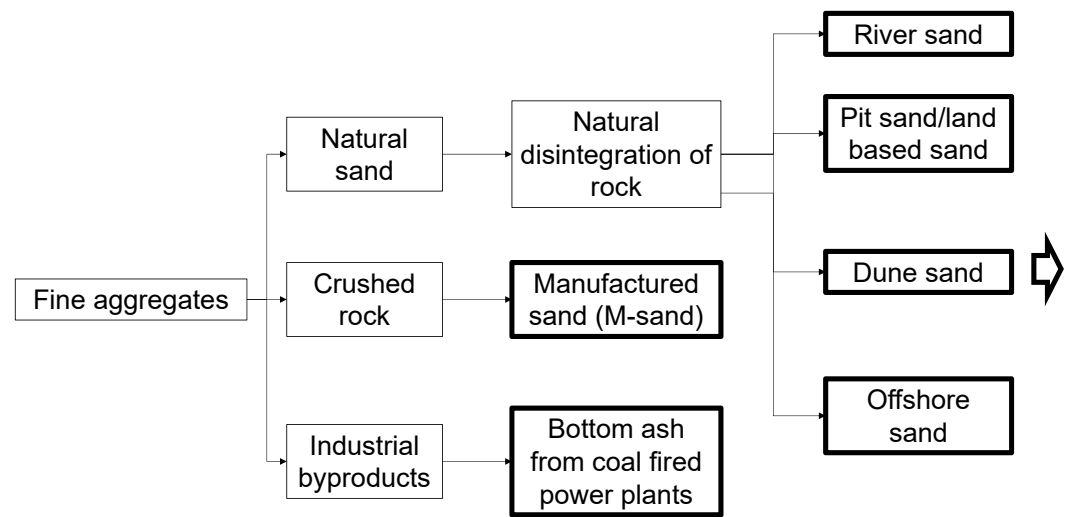 Fine aggregates
Natural
sand
Crushed
rock
Industrial
byproducts
Natural
disintegration of
rock
Manufactured
sand (M-sand)
Bottom ash
from coal fired
power plants
River sand
Pit sand/land
based sand
Dune sand
Offshore
sand